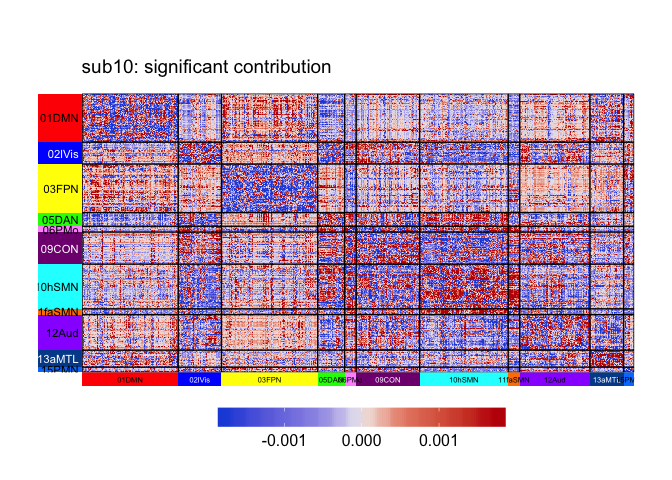 sub10: significant contribution
01DMN
02lVis
03FPN
05DAN
06PMo
09CON
10hSMN
11faSMN
12Aud
13aMTL
15PMN
01DMN
02lVis
03FPN
05DAN
09CON
10hSMN
11faSMN
12Aud
13aMTL
-0.001 0.000 0.001